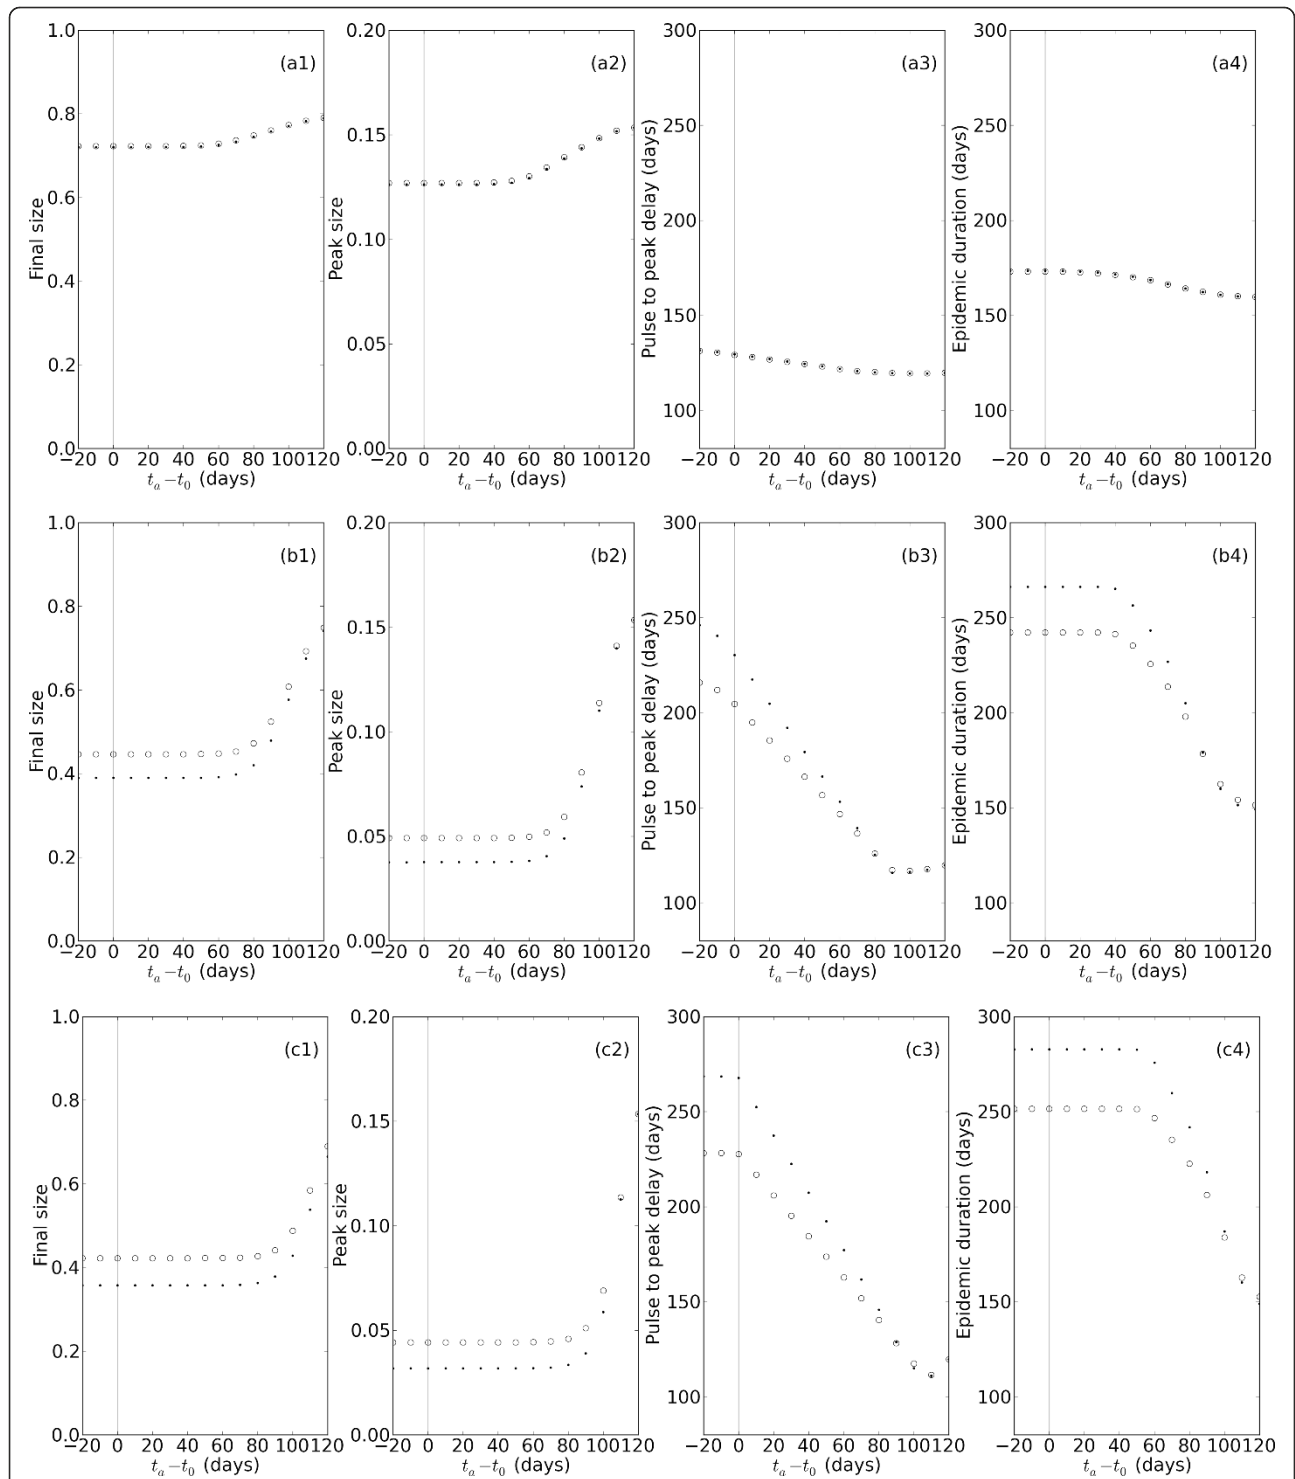 (a1)
Final size
1.0
0.8
0.6
0.4
0.2
0.0
−20 0 20 40 60 80 100120
t_a−t_0 (days)
(a2)
Peak size
0.20
0.15
0.10
0.05
0.00
−20 0 20 40 60 80 100120
t_a−t_0 (days)
(a3)
Pulse to peak delay (days)
300
250
200
150
100
−20 0 20 40 60 80 100120
t_a−t_0 (days)
(a4)
Epidemic duration (days)
300
250
200
150
100
−20 0 20 40 60 80 100120
t_a−t_0 (days)
(b1)
Final size
1.0
0.8
0.6
0.4
0.2
0.0
−20 0 20 40 60 80 100120
t_a−t_0 (days)
(b2)
Peak size
0.20
0.15
0.10
0.05
0.00
−20 0 20 40 60 80 100120
t_a−t_0 (days)
(b3)
Pulse to peak delay (days)
300
250
200
150
100
−20 0 20 40 60 80 100120
t_a−t_0 (days)
(b4)
Epidemic duration (days)
300
250
200
150
100
−20 0 20 40 60 80 100120
t_a−t_0 (days)
(c1)
Final size
1.0
0.8
0.6
0.4
0.2
0.0
−20 0 20 40 60 80 100120
t_a−t_0 (days)
(c2)
Peak size
0.20
0.15
0.10
0.05
0.00
−20 0 20 40 60 80 100120
t_a−t_0 (days)
(c3)
Pulse to peak delay (days)
300
250
200
150
100
−20 0 20 40 60 80 100120
t_a−t_0 (days)
(c4)
Epidemic duration (days)
300
250
200
150
100
−20 0 20 40 60 80 100120
t_a−t_0 (days)